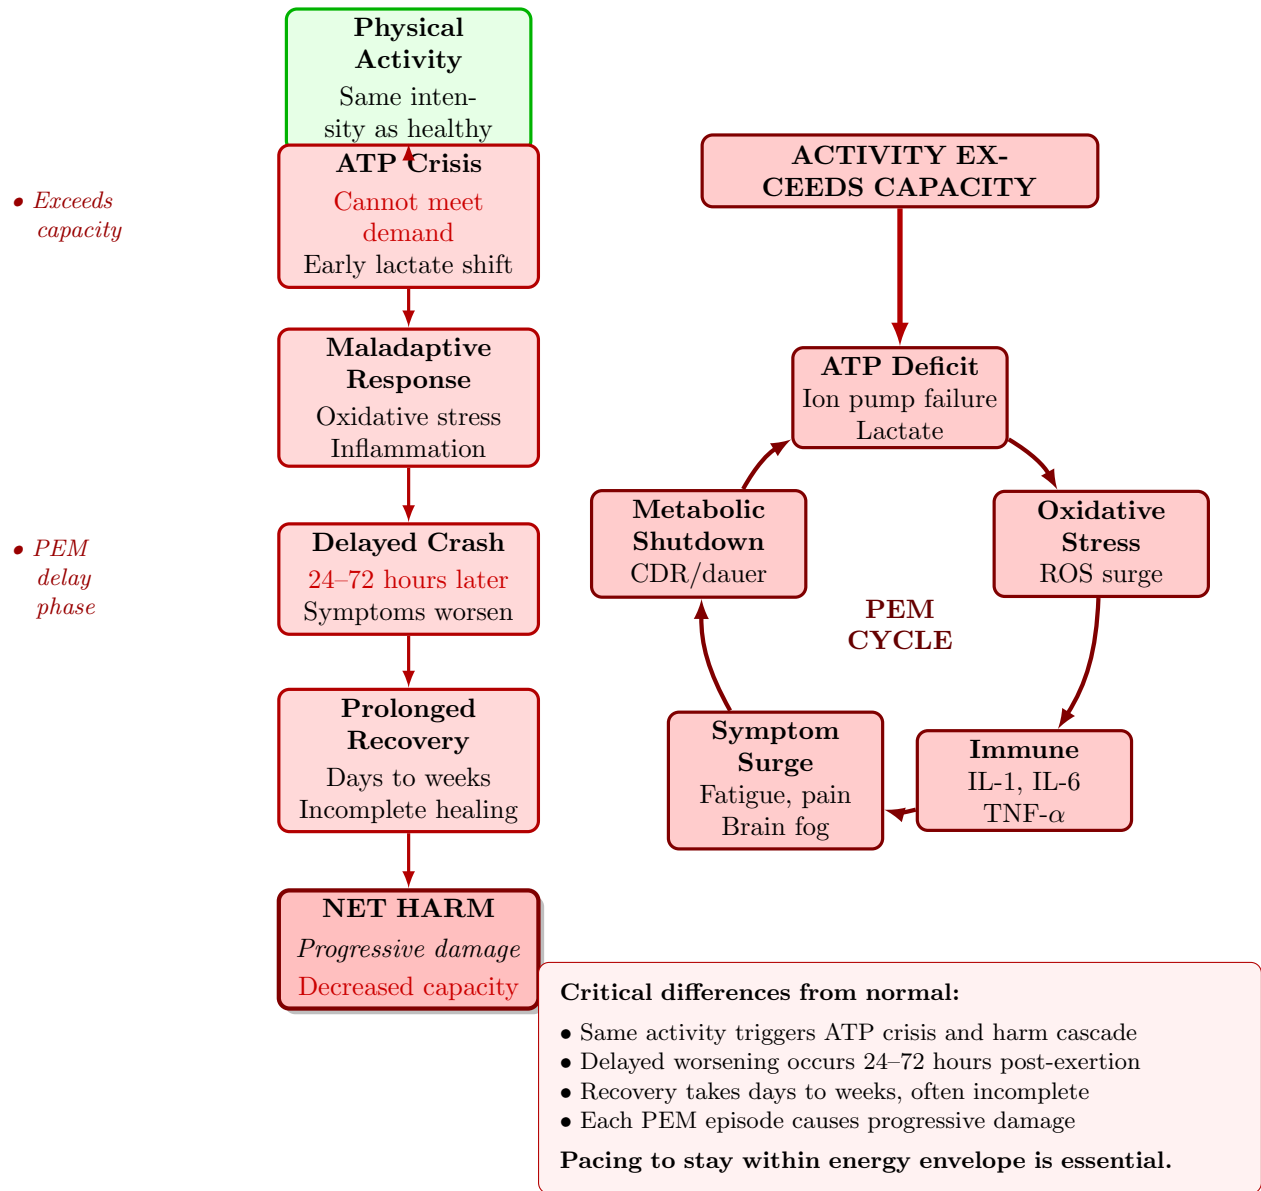 Physical
Activity
Same inten-
sity as healthy
ATP Crisis
Cannot meet
demand
Early lactate shift
• Exceeds
capacity
Maladaptive
Response
Oxidative stress
Inflammation
Delayed Crash
24–72 hours later
Symptoms worsen
• PEM
delay
phase
Prolonged
Recovery
Days to weeks
Incomplete healing
NET HARM
Progressive damage
Decreased capacity
ACTIVITY EX-
CEEDS CAPACITY
ATP Deficit
Ion pump failure
Lactate
Oxidative
Stress
ROS surge
Immune
IL-1, IL-6
TNF-α
Symptom
Surge
Fatigue, pain
Brain fog
Metabolic
Shutdown
CDR/dauer
PEM
CYCLE
Critical differences from normal:
• Same activity triggers ATP crisis and harm cascade
• Delayed worsening occurs 24–72 hours post-exertion
• Recovery takes days to weeks, often incomplete
• Each PEM episode causes progressive damage
Pacing to stay within energy envelope is essential.